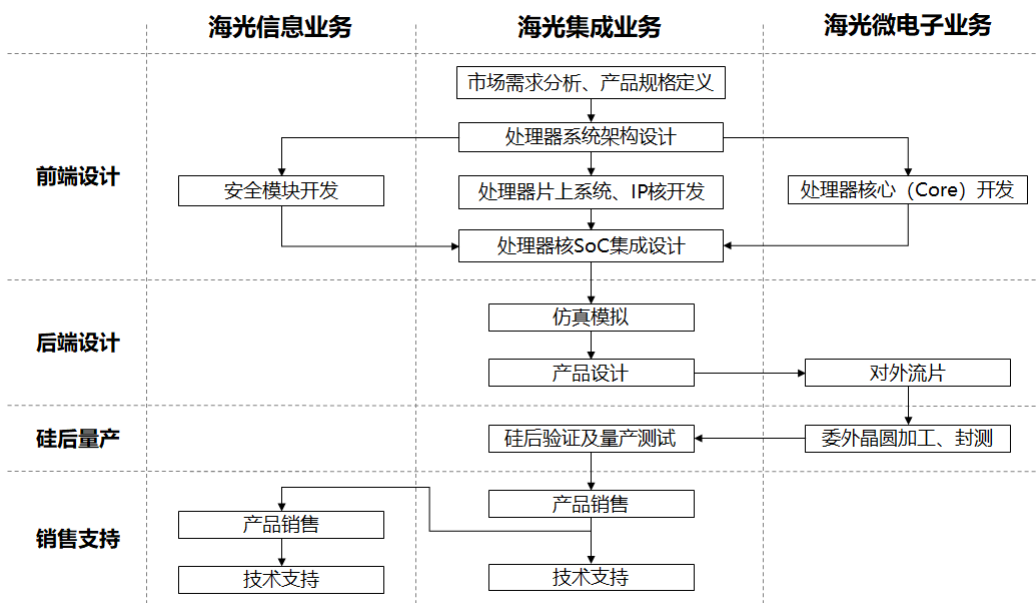 海光信息业务
海光集成业务
海光微电子业务
前端设计
市场需求分析、产品规格定义
处理器系统架构设计
安全模块开发
处理器片上系统、IP核开发
处理器核心（Core）开发
处理器核SoC集成设计
后端设计
仿真模拟
产品设计
对外流片
硅后量产
硅后验证及量产测试
委外晶圆加工、封测
销售支持
产品销售
产品销售
技术支持
技术支持